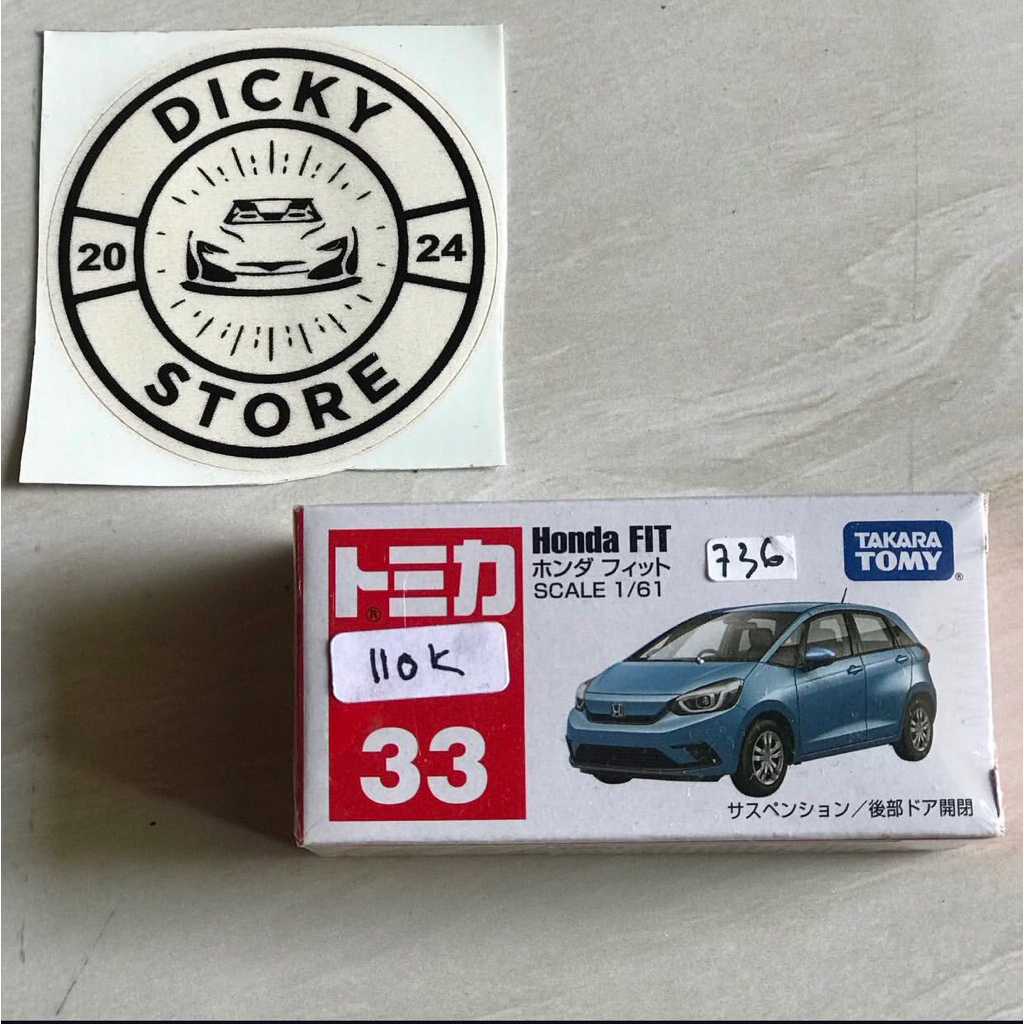 DICKY
20 24
STORE
トミカ
®
110K
33
Honda FIT
ホンダ フィット
SCALE 1/61
736
TAKARA
TOMY
®
サスペンション/後部ドア開閉